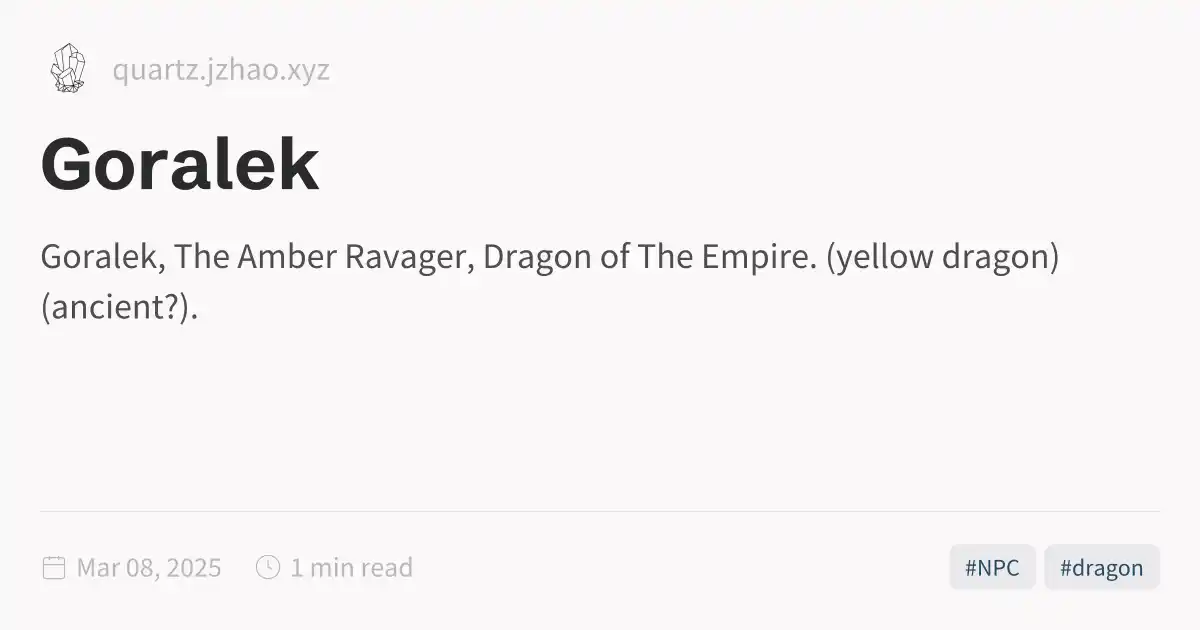 quartz.jzhao.xyz
Goralek
Goralek, The Amber Ravager, Dragon of The Empire. (yellow dragon)
(ancient?).
Mar 08, 2025 1 min read #NPC #dragon